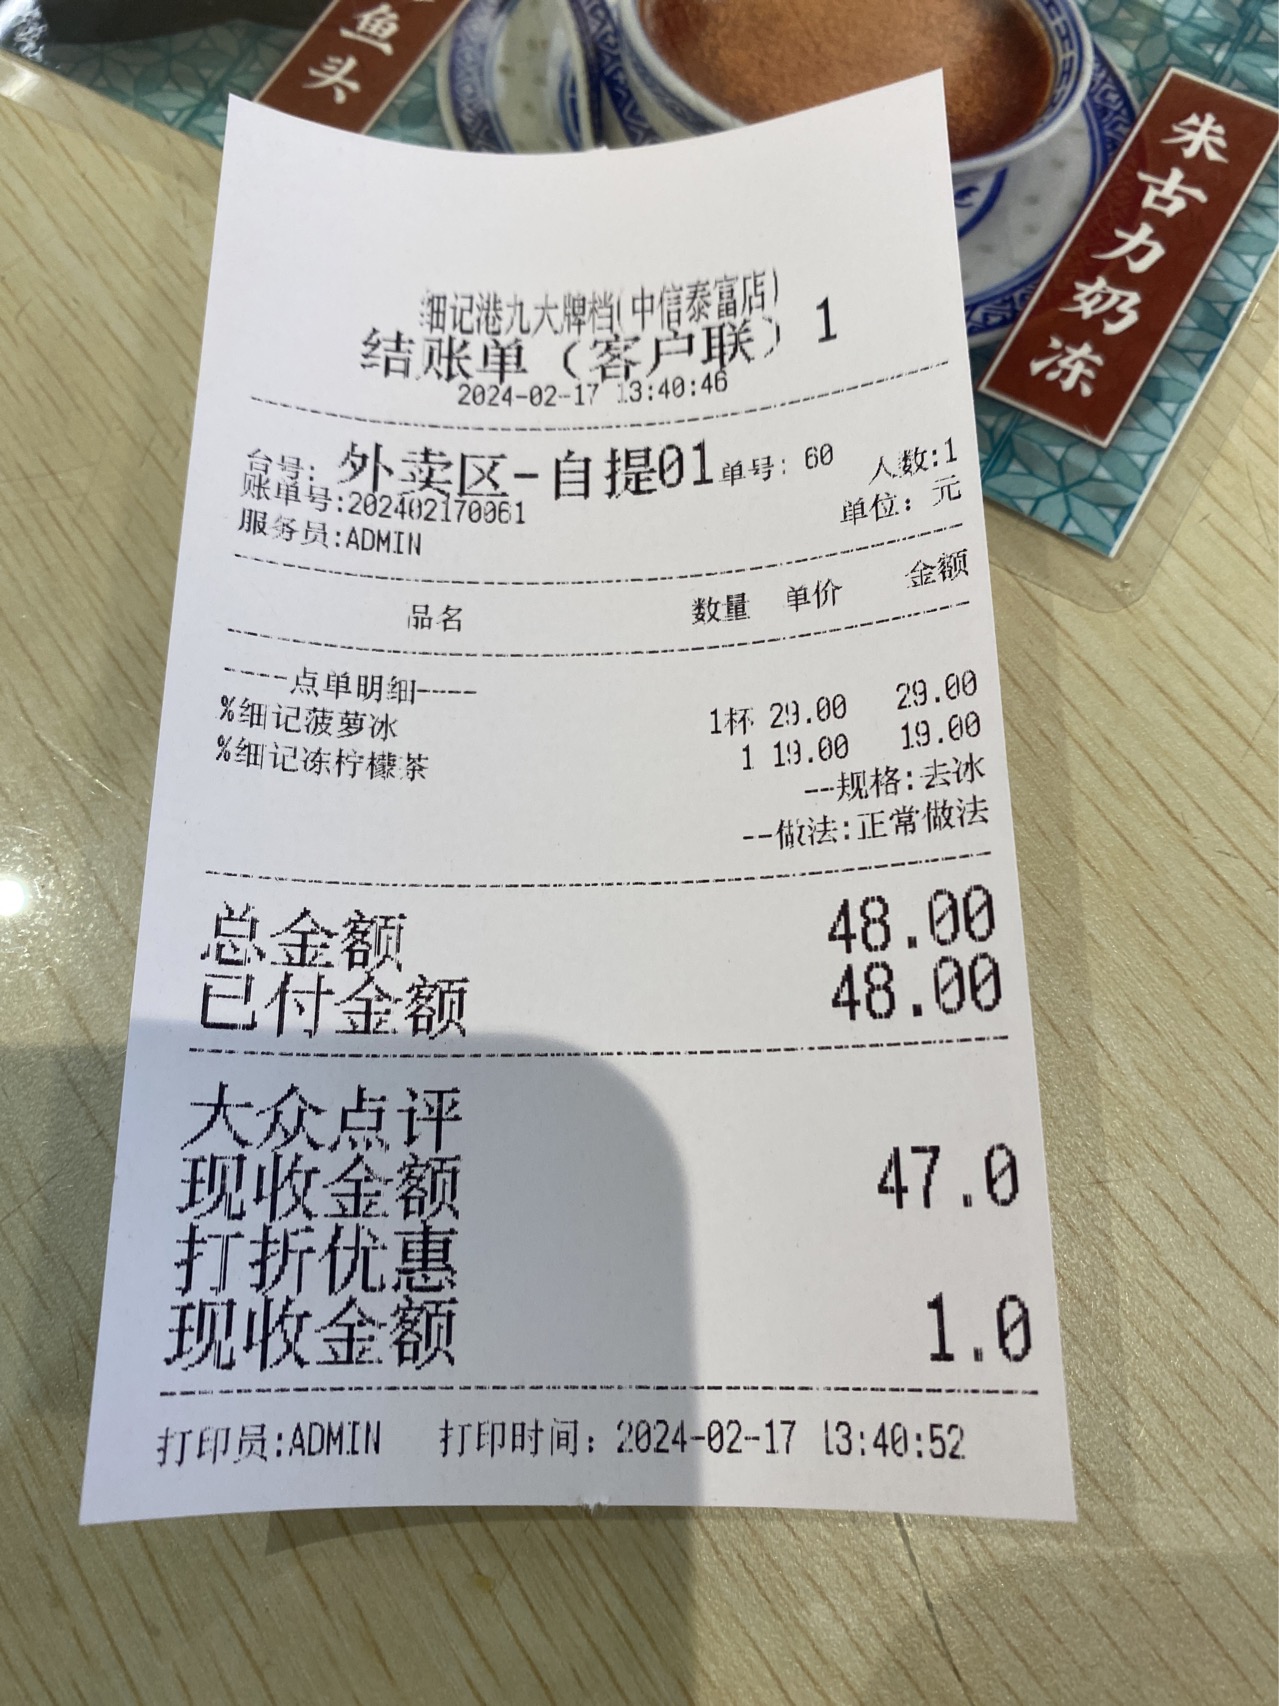 鱼头
朱古力奶冻
细记港九大牌档(中信泰富店)
结账单（客户联）1
2024-02-17 13:40:46
台号: 外卖区-自提01 单号: 60 人数:1
账单号:202402170061 单位: 元
服务员:ADMIN
品名 数量 单价 金额
-----点单明细-----
%细记菠萝冰 1杯 29.00 29.00
%细记冻柠檬茶 1 19.00 19.00
--规格:去冰
--做法:正常做法
总金额 48.00
已付金额 48.00
大众点评
现收金额 47.0
打折优惠
现收金额 1.0
打印员:ADMIN 打印时间: 2024-02-17 13:40:52